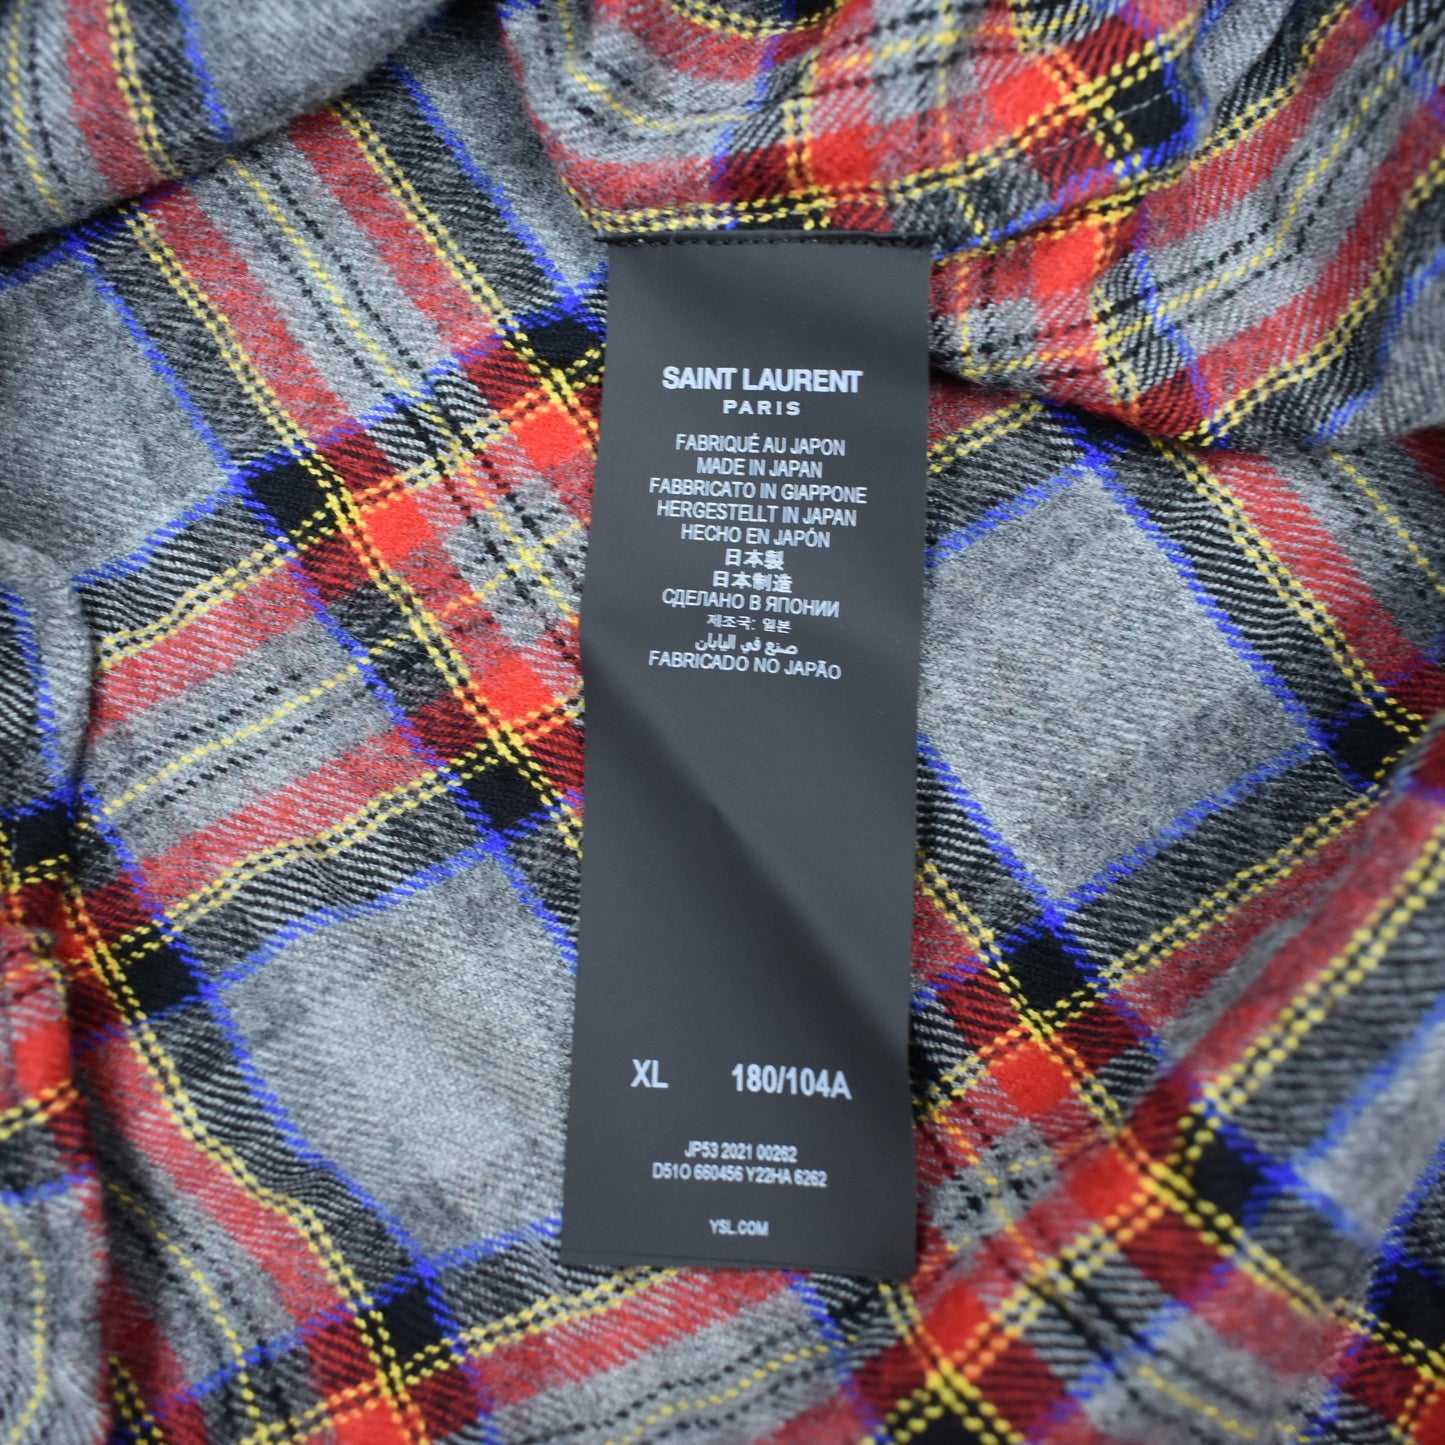 SAINT LAURENT
PARIS
FABRIQUÉ AU JAPON
MADE IN JAPAN
FABBRICATO IN GIAPPONE
HERGESTELLT IN JAPAN
HECHO EN JAPÓN
日本製
日本制造
СДЕЛАНО В ЯПОНИИ
제조국: 일본
صنع في اليابان
FABRICADO NO JAPÃO
XL 180/104A
JP53 2021 00262
D51O 660456 Y22HA 6262
YSL.COM